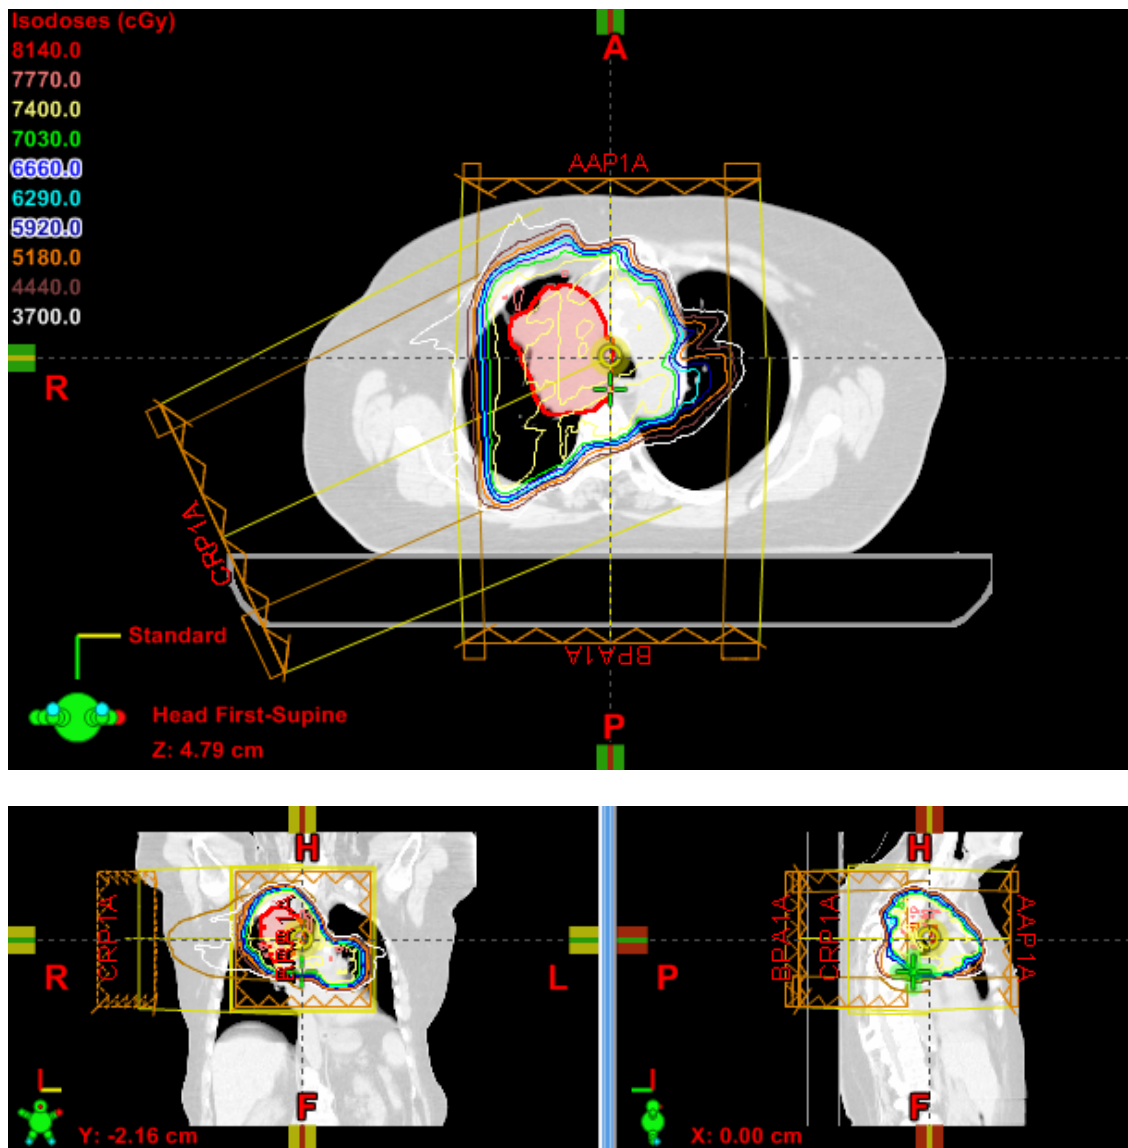 Isodoses (cGy)
8140.0
7770.0
7400.0
7030.0
6660.0
6290.0
5920.0
5180.0
4440.0
3700.0
A
AAP1A
R
CRP1A
BPA1A
Standard
Head First-Supine
Z: 4.79 cm
P
H
CRP1A
R
L
F
Y: -2.16 cm
H
BPA1A
CRP1A
AAP1A
P
F
X: 0.00 cm